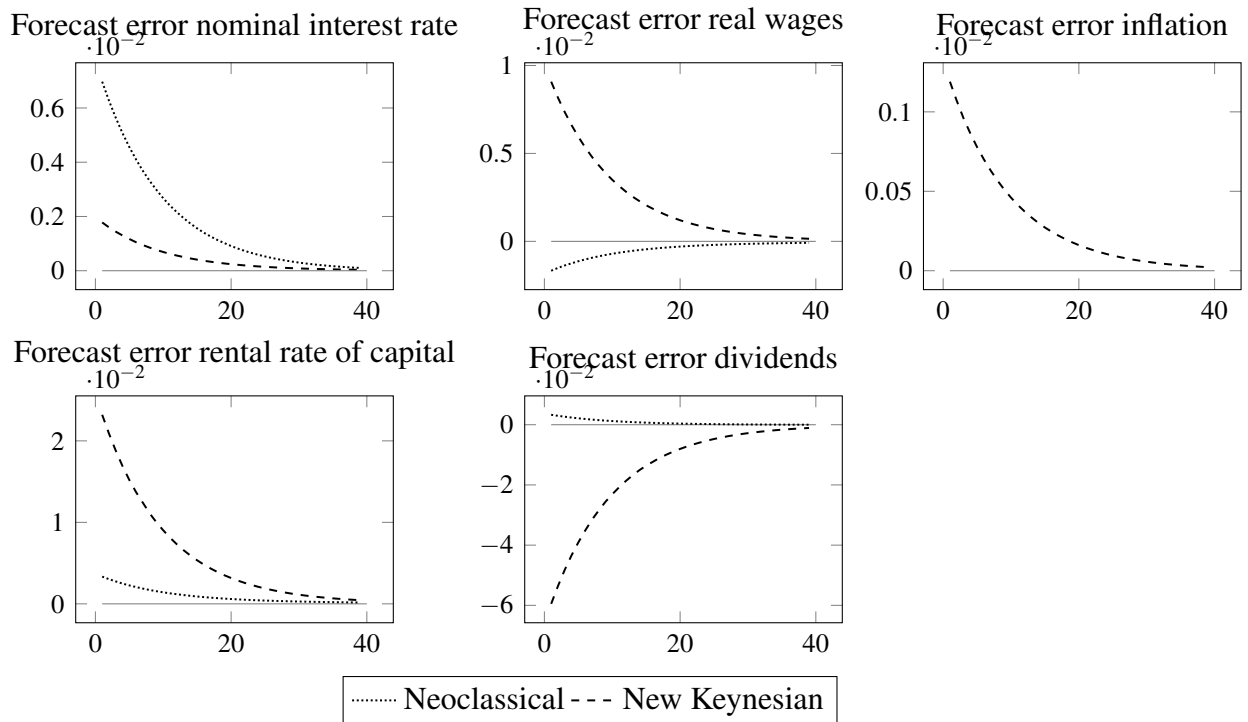 Forecast error nominal interest rate
Forecast error real wages
Forecast error inflation
·10−2
·10−2
·10−2
0.6
0.4
0.2
0
0 20 40
1
0.5
0
0 20 40
0.1
0.05
0
0 20 40
Forecast error rental rate of capital
Forecast error dividends
·10−2
·10−2
2
1
0
0 20 40
0
−2
−4
−6
0 20 40
Neoclassical New Keynesian